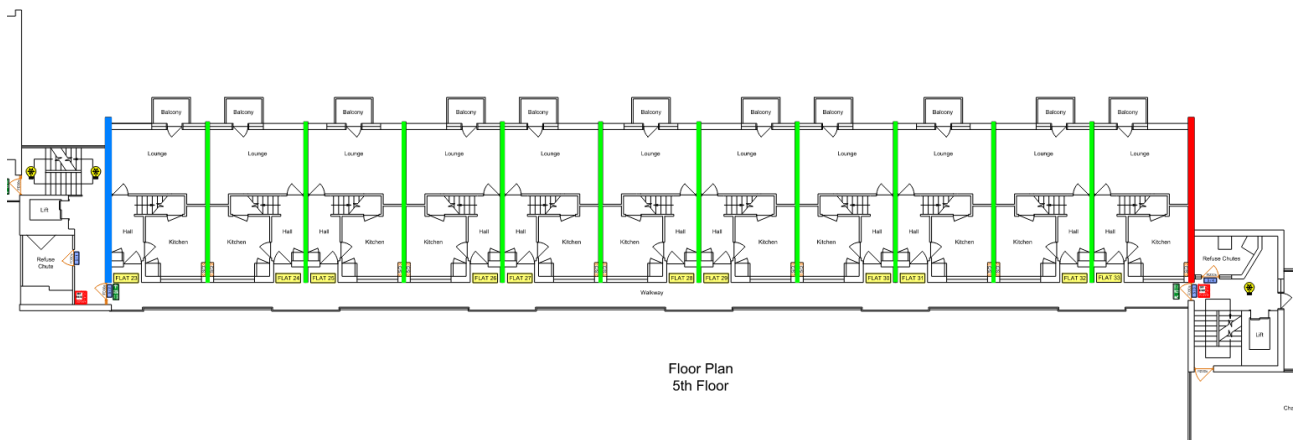 Balcony
Balcony
Balcony
Balcony
Balcony
Balcony
Balcony
Balcony
Balcony
Balcony
Balcony
Lounge
Lounge
Lounge
Lounge
Lounge
Lounge
Lounge
Lounge
Lounge
Lounge
Lounge
Lift
Hall
Kitchen
Kitchen
Hall
Hall
Kitchen
Kitchen
Hall
Hall
Kitchen
Kitchen
Hall
Hall
Kitchen
Kitchen
Hall
Hall
Kitchen
Kitchen
Hall
Hall
Kitchen
Refuse
Chute
Refuse Chutes
FLAT 23
FLAT 24
FLAT 25
FLAT 26
FLAT 27
FLAT 28
FLAT 29
FLAT 30
FLAT 31
FLAT 32
FLAT 33
Walkway
Lift
Floor Plan
5th Floor